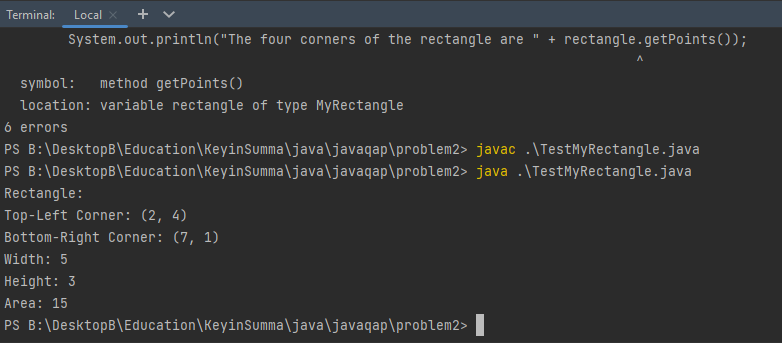 Terminal: Local × + ∨
System.out.println("The four corners of the rectangle are " + rectangle.getPoints());
^
symbol:   method getPoints()
location: variable rectangle of type MyRectangle
6 errors
PS B:\DesktopB\Education\KeyinSumma\java\javaqap\problem2> javac .\TestMyRectangle.java
PS B:\DesktopB\Education\KeyinSumma\java\javaqap\problem2> java .\TestMyRectangle.java
Rectangle:
Top-Left Corner: (2, 4)
Bottom-Right Corner: (7, 1)
Width: 5
Height: 3
Area: 15
PS B:\DesktopB\Education\KeyinSumma\java\javaqap\problem2>